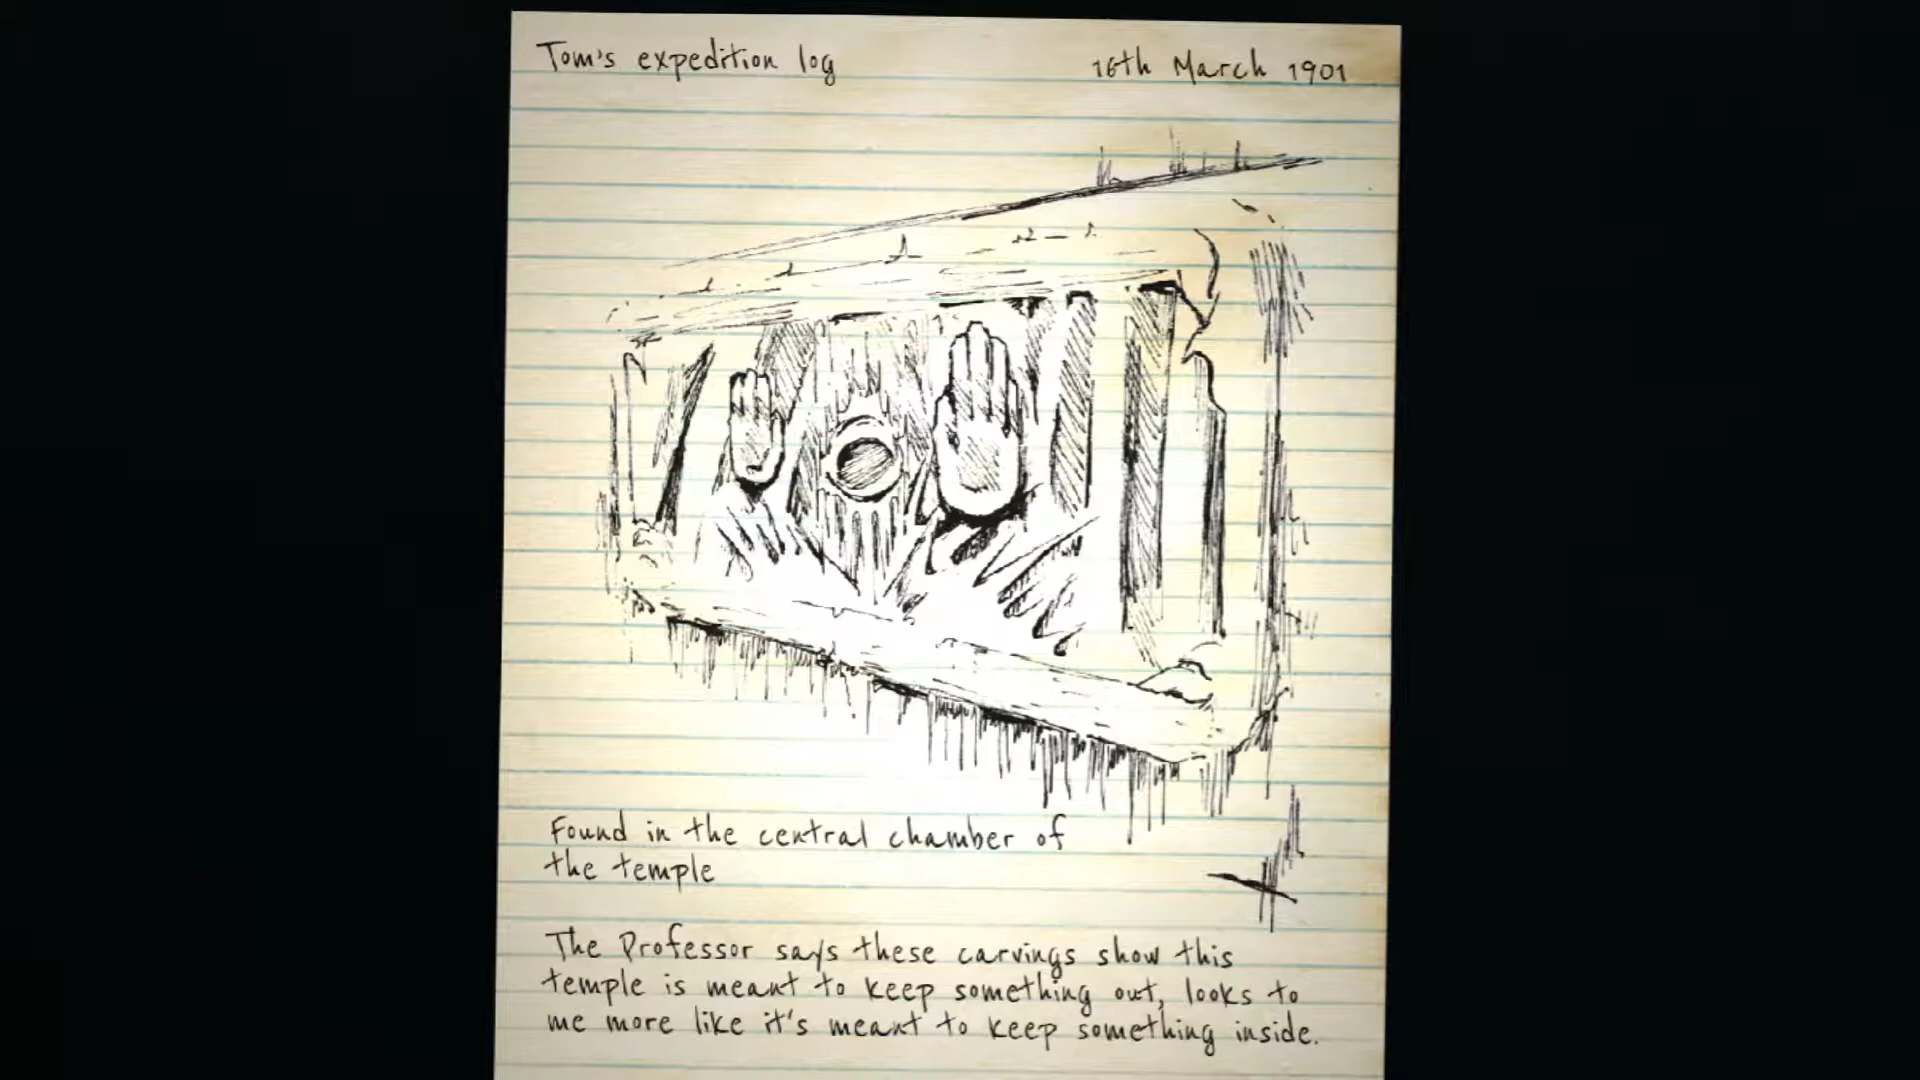 Tom's expedition log
16th March 1901
Found in the central chamber of
the temple
The Professor says these carvings show this
temple is meant to keep something out, looks to
me more like it's meant to keep something inside.